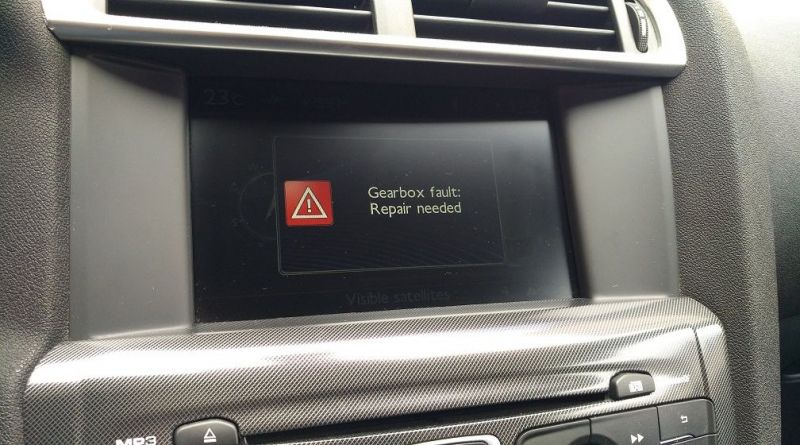 23°C
Gearbox fault:
Repair needed
Visible satellites
MP3